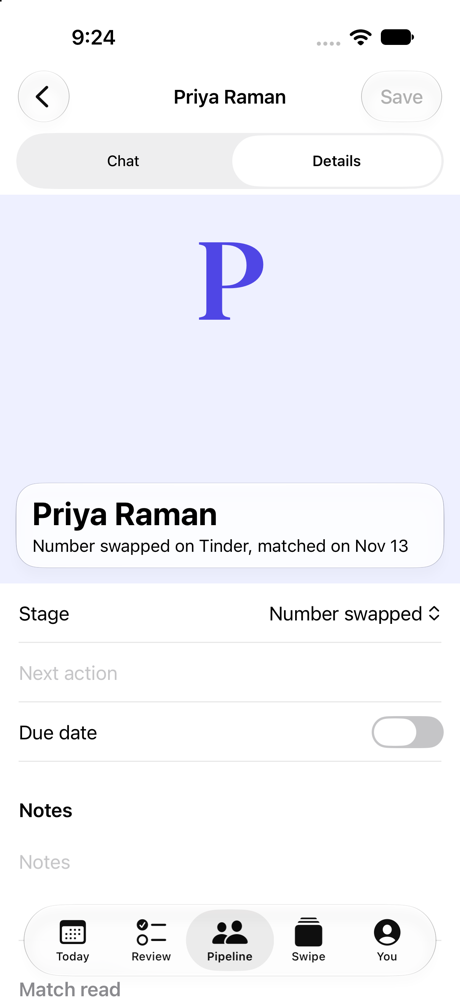 9:24
Priya Raman
Save
Chat
Details
P
Priya Raman
Number swapped on Tinder, matched on Nov 13
Stage
Number swapped
Next action
Due date
Notes
Notes
Today
Review
Pipeline
Swipe
You
Match read